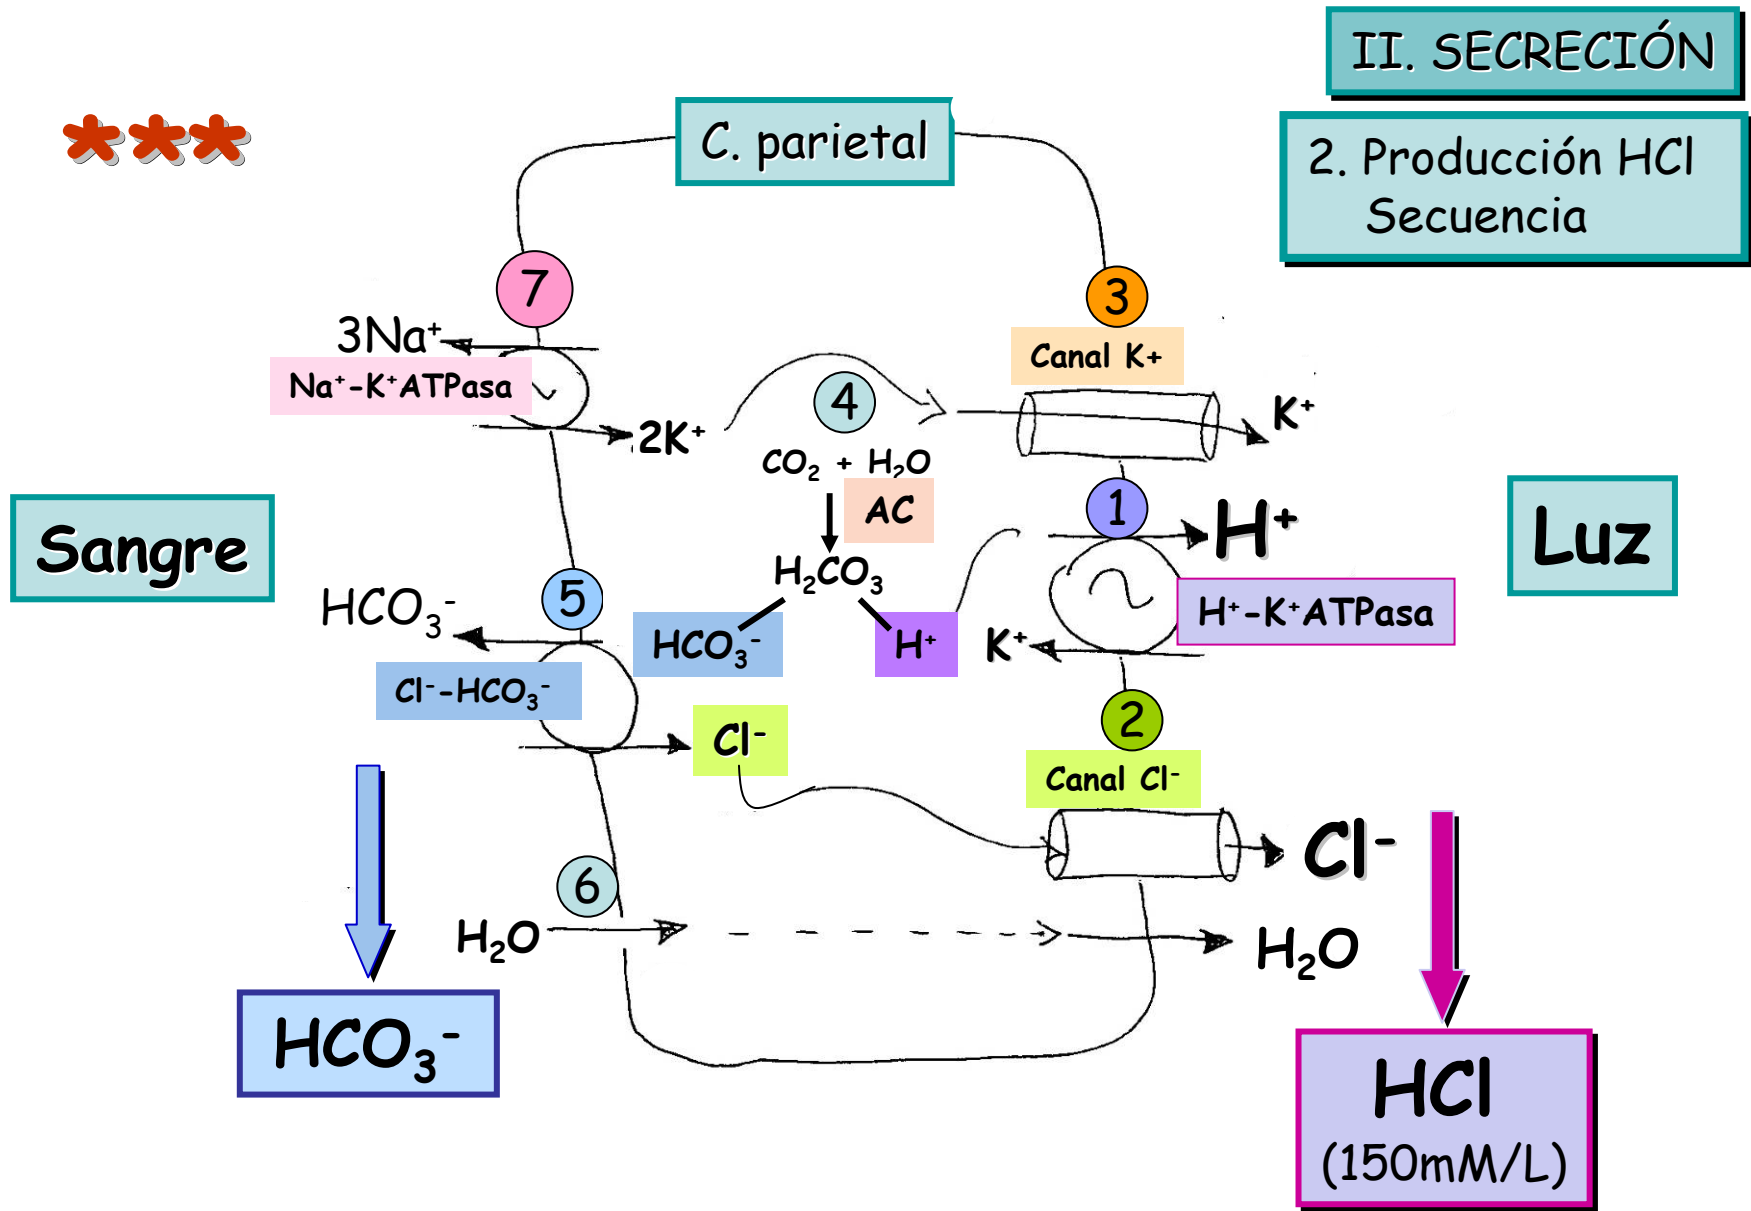 II. SECRECIÓN
2. Producción HCl
Secuencia
***
C. parietal
7
3
3Na⁺
Na⁺-K⁺ATPasa
2K⁺
4
CO₂ + H₂O
AC
H₂CO₃
HCO₃⁻
H⁺
Canal K+
K⁺
1
H⁺
H⁺-K⁺ATPasa
K⁺
Sangre
Luz
5
HCO₃⁻
Cl⁻-HCO₃⁻
Cl⁻
2
Canal Cl⁻
Cl⁻
6
H₂O
H₂O
HCO₃⁻
HCl
(150mM/L)